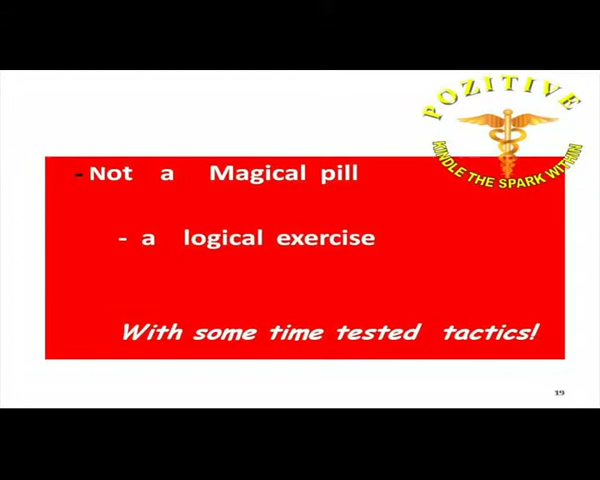 POZITIVE
KINDLE THE SPARK WITHIN
- Not a Magical pill
- a logical exercise
With some time tested tactics!
19